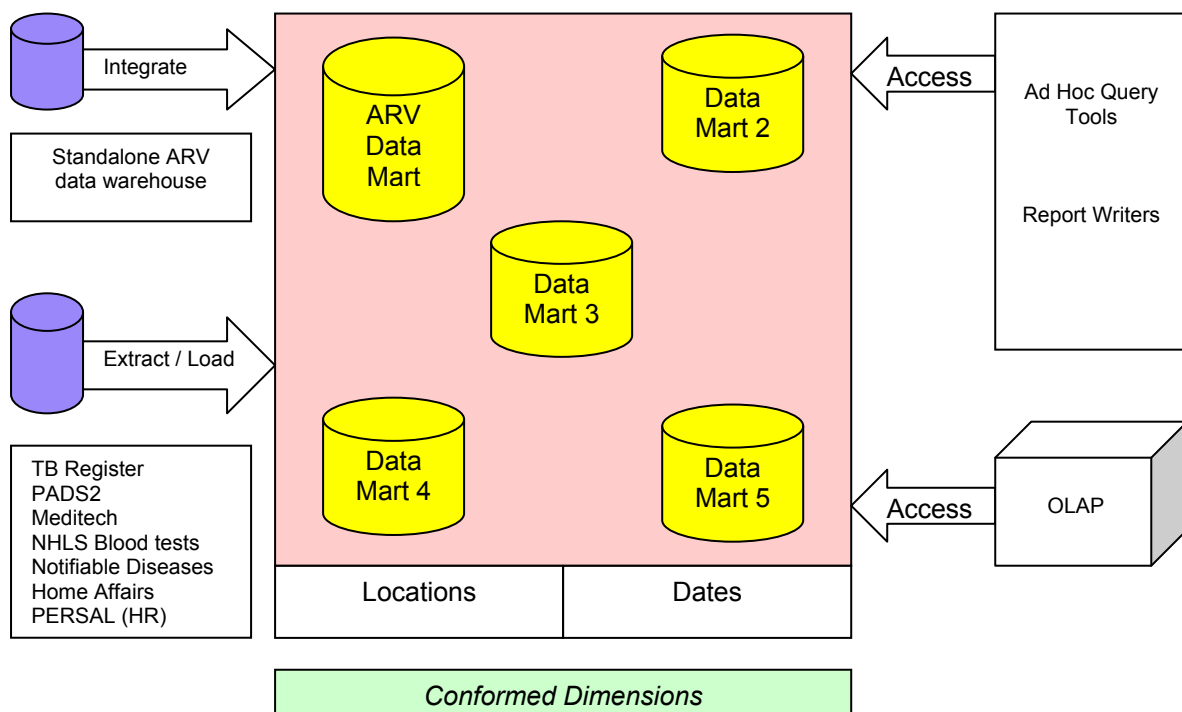 Integrate
Standalone ARV
data warehouse
Extract / Load
TB Register
PADS2
Meditech
NHLS Blood tests
Notifiable Diseases
Home Affairs
PERSAL (HR)
ARV
Data
Mart
Data
Mart 2
Data
Mart 3
Data
Mart 4
Data
Mart 5
Locations
Dates
Conformed Dimensions
Access
Ad Hoc Query
Tools
Report Writers
Access
OLAP